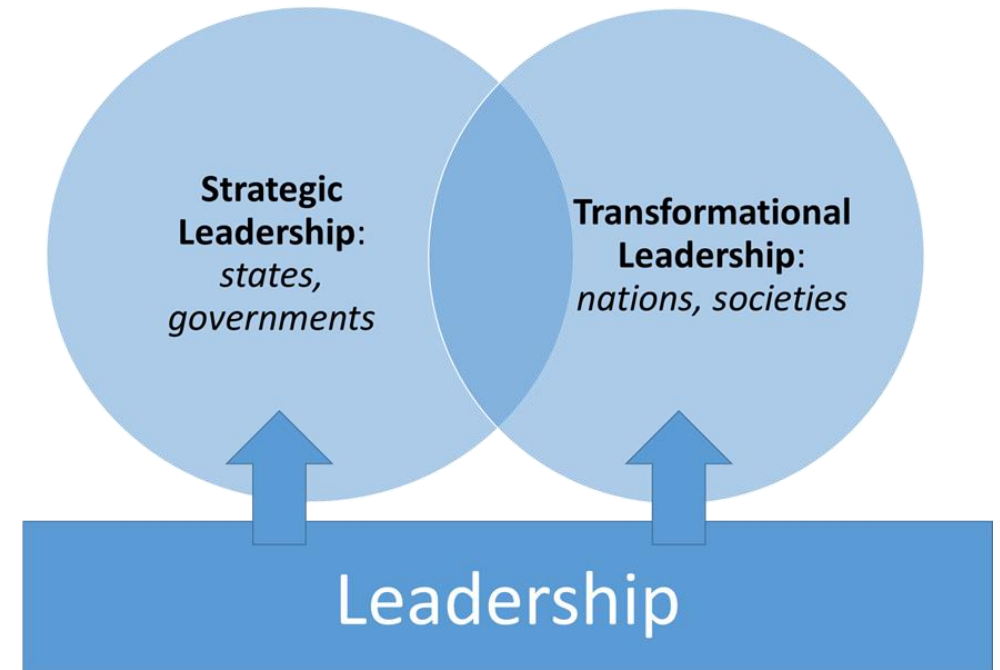 Strategic
Leadership:
states,
governments
Transformational
Leadership:
nations, societies
Leadership